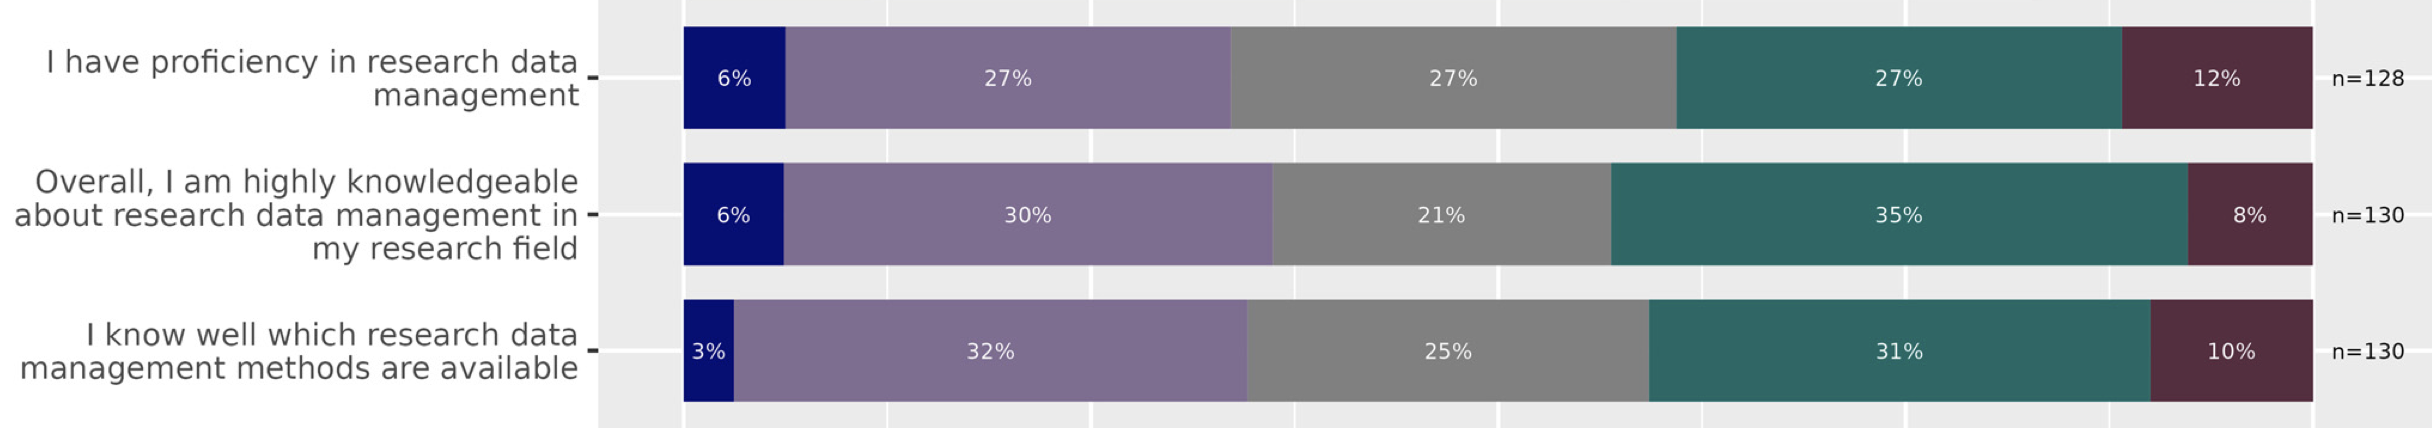 I have proficiency in research data
management
6% 27% 27% 27% 12% n=128
Overall, I am highly knowledgeable
about research data management in
my research field
6% 30% 21% 35% 8% n=130
I know well which research data
management methods are available
3% 32% 25% 31% 10% n=130